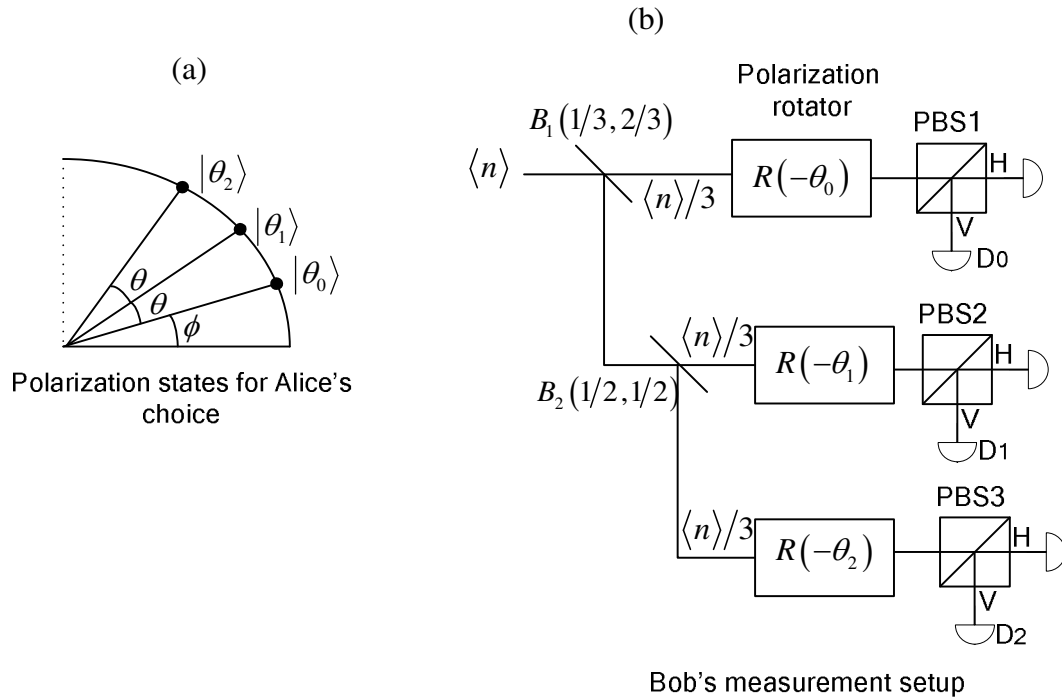 (a)
|θ₂⟩
|θ₁⟩
|θ₀⟩
θ
θ
ϕ
Polarization states for Alice's
choice
(b)
Polarization
rotator
B₁(1/3,2/3)
PBS1
⟨n⟩
⟨n⟩/3
R(−θ₀)
H
V
D0
PBS2
⟨n⟩/3
R(−θ₁)
H
B₂(1/2,1/2)
V
D1
PBS3
⟨n⟩/3
R(−θ₂)
H
V
D2
Bob's measurement setup